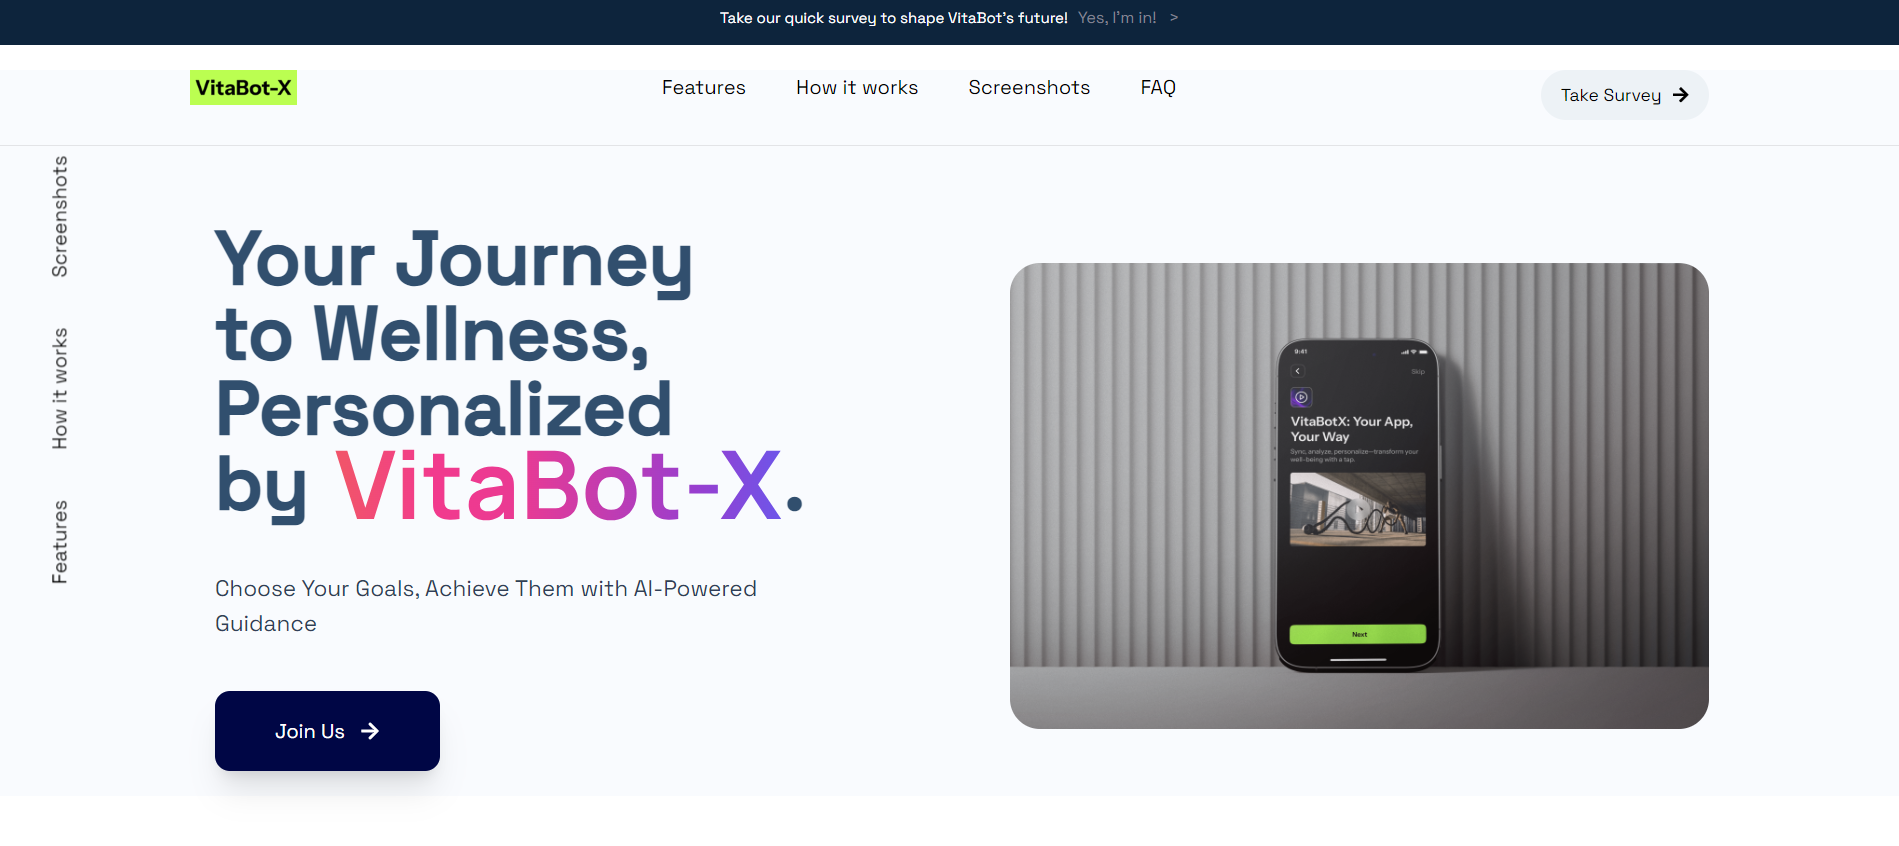 Take our quick survey to shape VitaBot's future! Yes, I'm in! >
VitaBot-X
Features
How it works
Screenshots
FAQ
Take Survey
Screenshots
How it works
Features
Your Journey
to Wellness,
Personalized
by VitaBot-X.
Choose Your Goals, Achieve Them with AI-Powered
Guidance
Join Us
9:41
Skip
VitaBotX: Your App,
Your Way
Sync, analyze, personalize—transform your
well-being with a tap.
Next